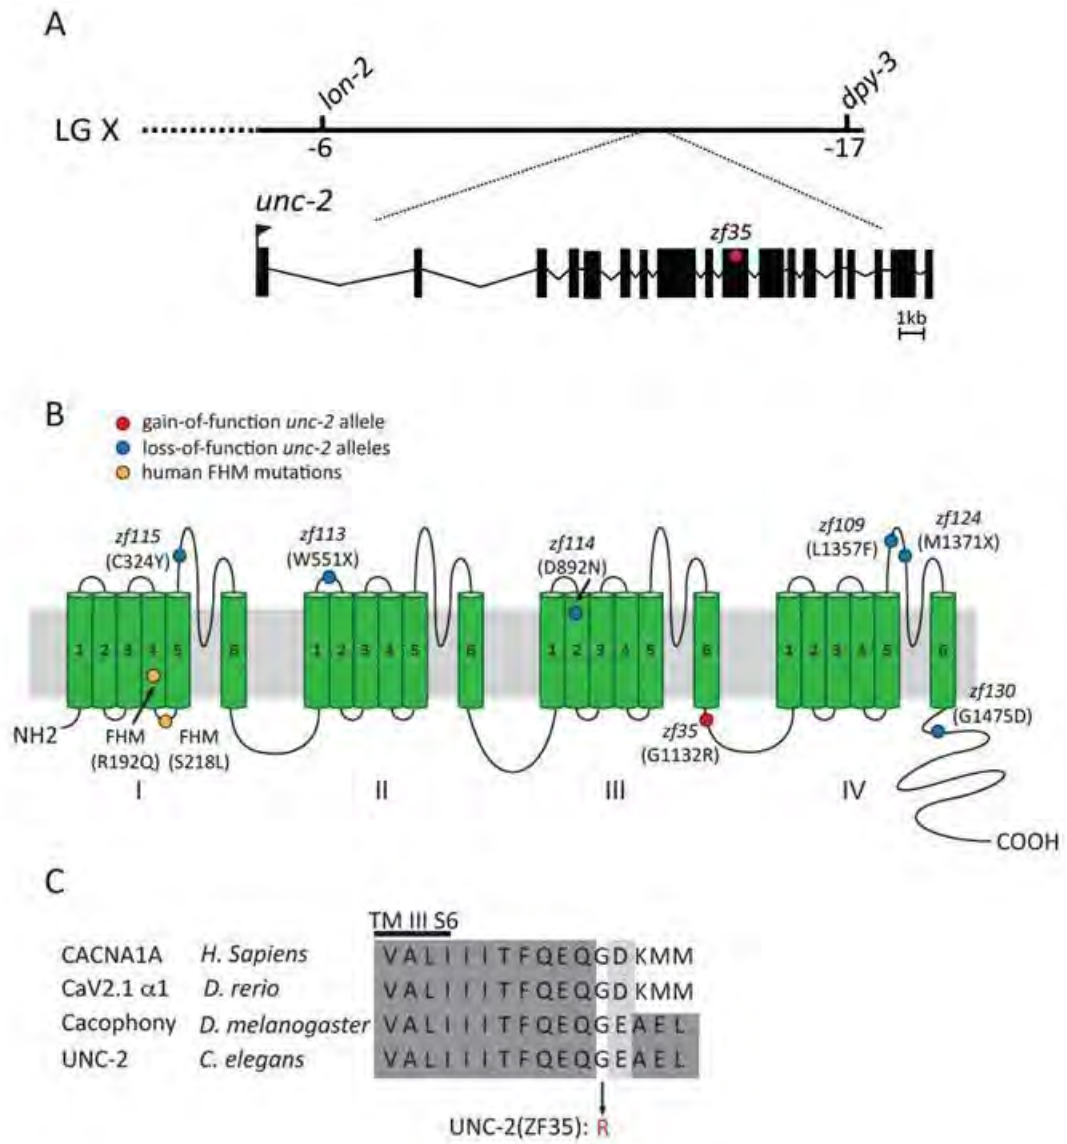 A
lon-2
dpy-3
LG X
-6
-17
unc-2
zf35
1kb
B
gain-of-function unc-2 allele
loss-of-function unc-2 alleles
human FHM mutations
zf115
(C324Y)
zf113
(W551X)
zf114
(D892N)
zf109
(L1357F)
zf124
(M1371X)
1 2 3 4 5 6
1 2 3 4 5 6
1 2 3 4 5 6
1 2 3 4 5 6
NH2
FHM
(R192Q)
FHM
(S218L)
zf35
(G1132R)
zf130
(G1475D)
I II III IV
COOH
C
TM III S6
CACNA1A H. Sapiens V A L I I I T F Q E Q G D K M M
CaV2.1 α1 D. rerio V A L I I I T F Q E Q G D K M M
Cacophony D. melanogaster V A L I I I T F Q E Q G E A E L
UNC-2 C. elegans V A L I I I T F Q E Q G E A E L
UNC-2(ZF35): R